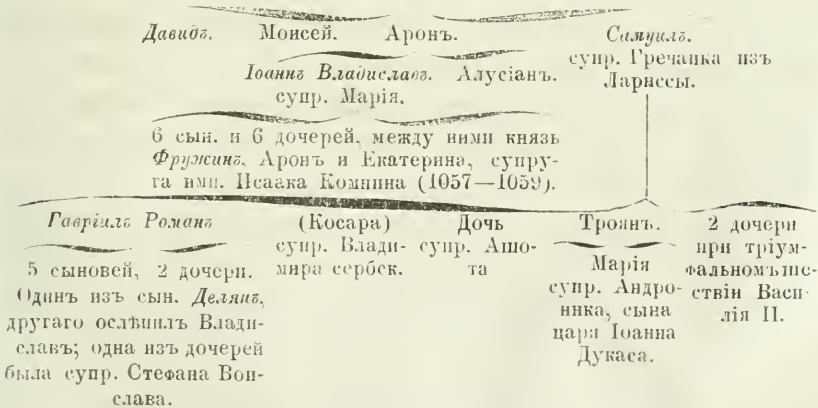 Давидъ. Моисей. Аронъ. Самуилъ.
супр. Гречанка изъ
Лариссы.
Іоаннъ Владиславъ. Алусіанъ.
супр. Марія.
6 сын. и 6 дочерей, между ними князь
Фружинъ, Аронъ и Екатерина, супру-
га имп. Исаака Комнина (1057—1059).
Гавріилъ Романъ
5 сыновей, 2 дочери.
Одинъ изъ сын. Делянъ,
другаго ослѣпилъ Влади-
славъ; одна изъ дочерей
была супр. Стефана Вои-
слава.
(Косара)
супр. Влади-
мира сербск.
Дочь
супр. Ашо-
та
Троянъ.
Марія
супр. Андро-
ника, сына
царя Іоанна
Дукаса.
2 дочери
при тріум-
фальномъ ше-
ствіи Васи-
лія II.